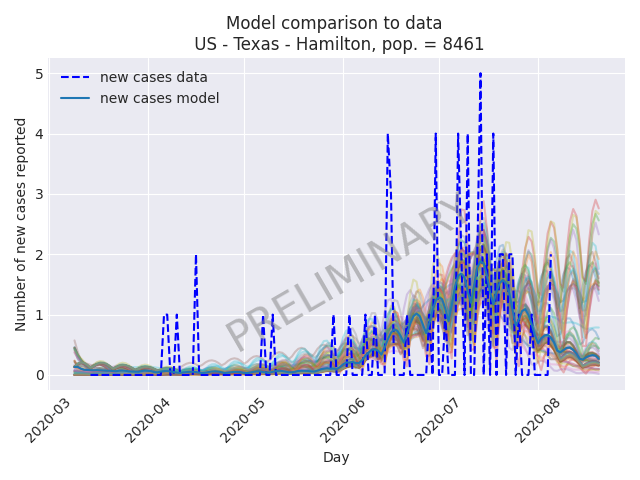 Model comparison to data
US - Texas - Hamilton, pop. = 8461
new cases data
new cases model
PRELIMINARY
Number of new cases reported
5
4
3
2
1
0
2020-03
2020-04
2020-05
2020-06
2020-07
2020-08
Day